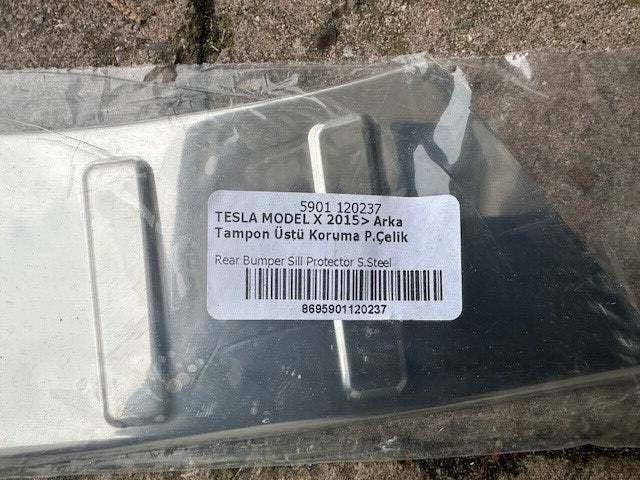 5901 120237
TESLA MODEL X 2015> Arka
Tampon Üstü Koruma P.Çelik
Rear Bumper Sill Protector S.Steel
8695901120237